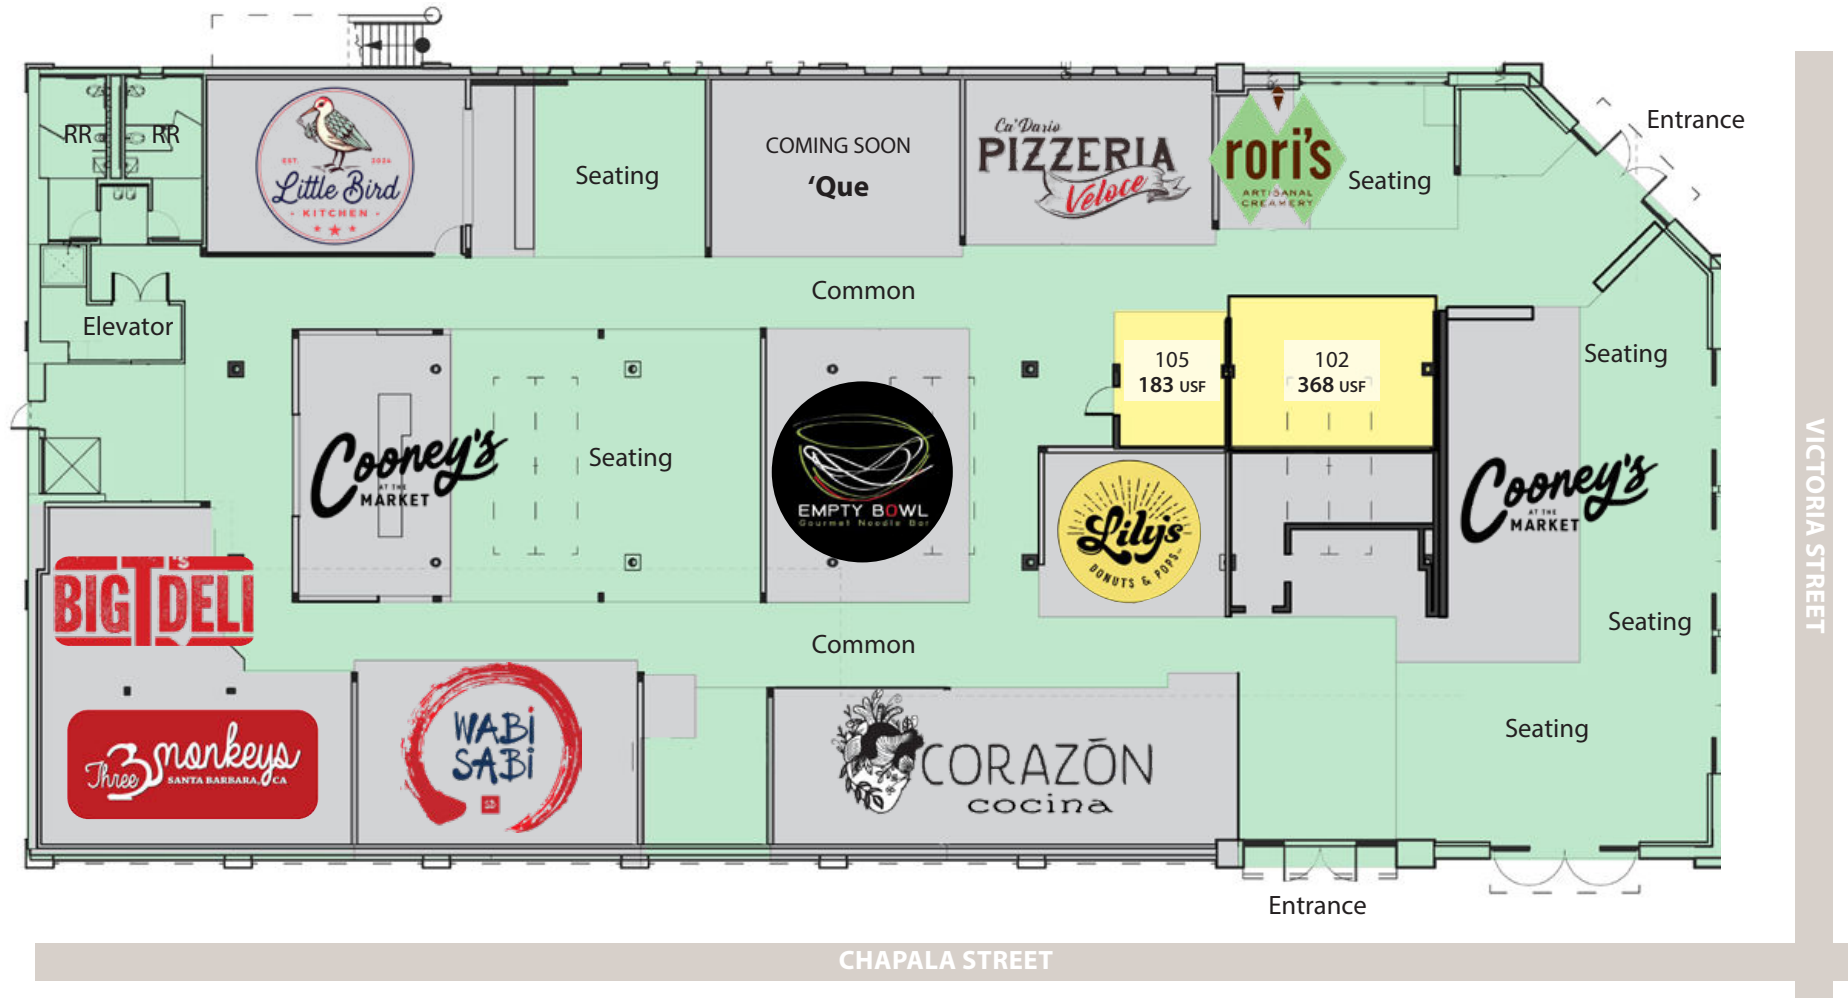 Entrance
RR
RR
EST.
2024
Little Bird
KITCHEN
Seating
COMING SOON
‘Que
Ca'Dario
PIZZERIA
Veloce
rori's
ARTISANAL
CREAMERY
Seating
Common
Elevator
105
183 USF
102
368 USF
Seating
Cooney's
AT THE
MARKET
Seating
EMPTY BOWL
Gourmet Noodle Bar
Lily's
DONUTS & POPS
Cooney's
AT THE
MARKET
VICTORIA STREET
BIG T'S DELI
Common
Seating
Three 3 monkeys
SANTA BARBARA, CA
WABi
SABi
CORAZÓN
cocina
Seating
Entrance
CHAPALA STREET